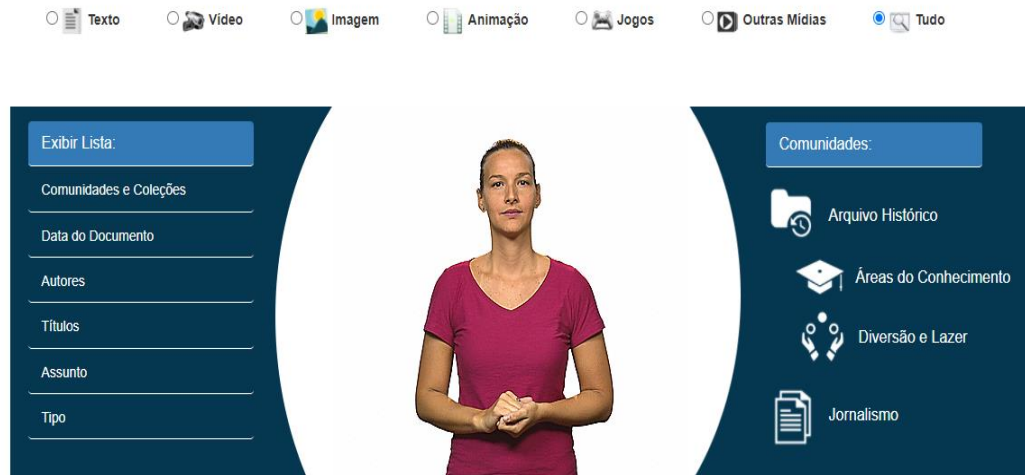 Texto Vídeo Imagem Animação Jogos Outras Mídias Tudo
Exibir Lista:
Comunidades e Coleções
Data do Documento
Autores
Títulos
Assunto
Tipo
Comunidades:
Arquivo Histórico
Áreas do Conhecimento
Diversão e Lazer
Jornalismo